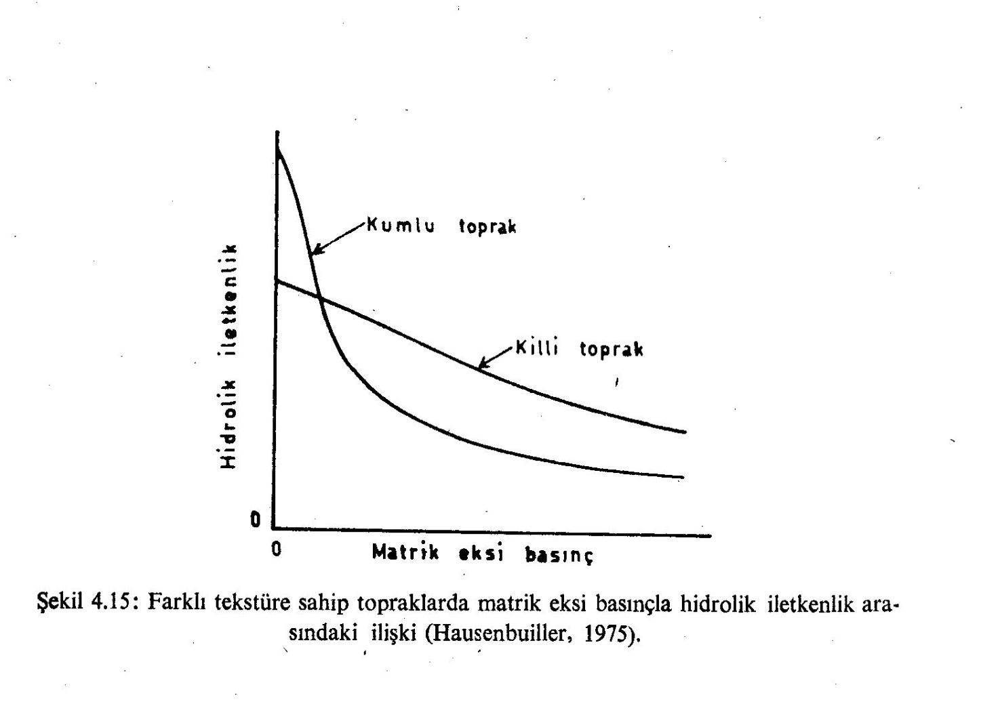 Kumlu toprak
Hidrolik iletkenlik
Killi toprak
0
0
Matrik eksi basınç
Şekil 4.15: Farklı tekstüre sahip topraklarda matrik eksi basınçla hidrolik iletkenlik ara-
sındaki ilişki (Hausenbuiller, 1975).